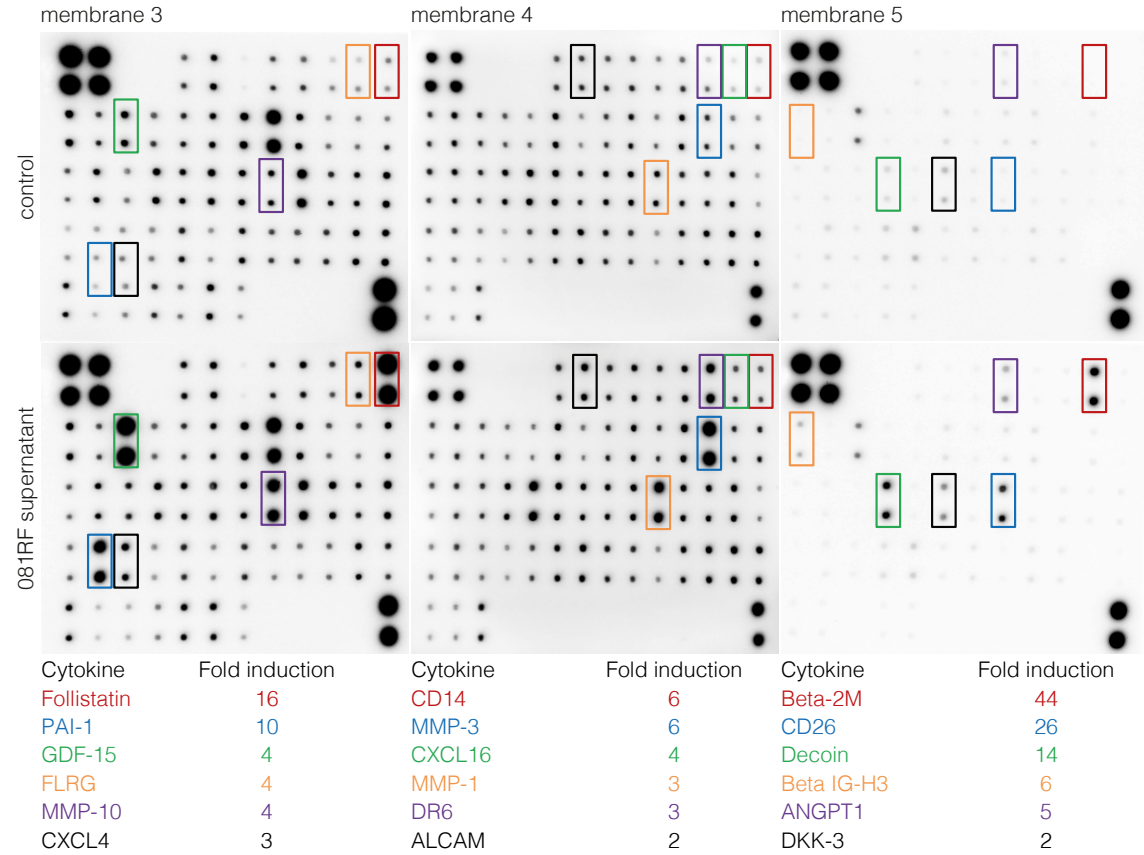 membrane 3 membrane 4 membrane 5
control
081RF supernatant
Cytokine Fold induction Cytokine Fold induction Cytokine Fold induction
Follistatin 16 CD14 6 Beta-2M 44
PAI-1 10 MMP-3 6 CD26 26
GDF-15 4 CXCL16 4 Decoin 14
FLRG 4 MMP-1 3 Beta IG-H3 6
MMP-10 4 DR6 3 ANGPT1 5
CXCL4 3 ALCAM 2 DKK-3 2